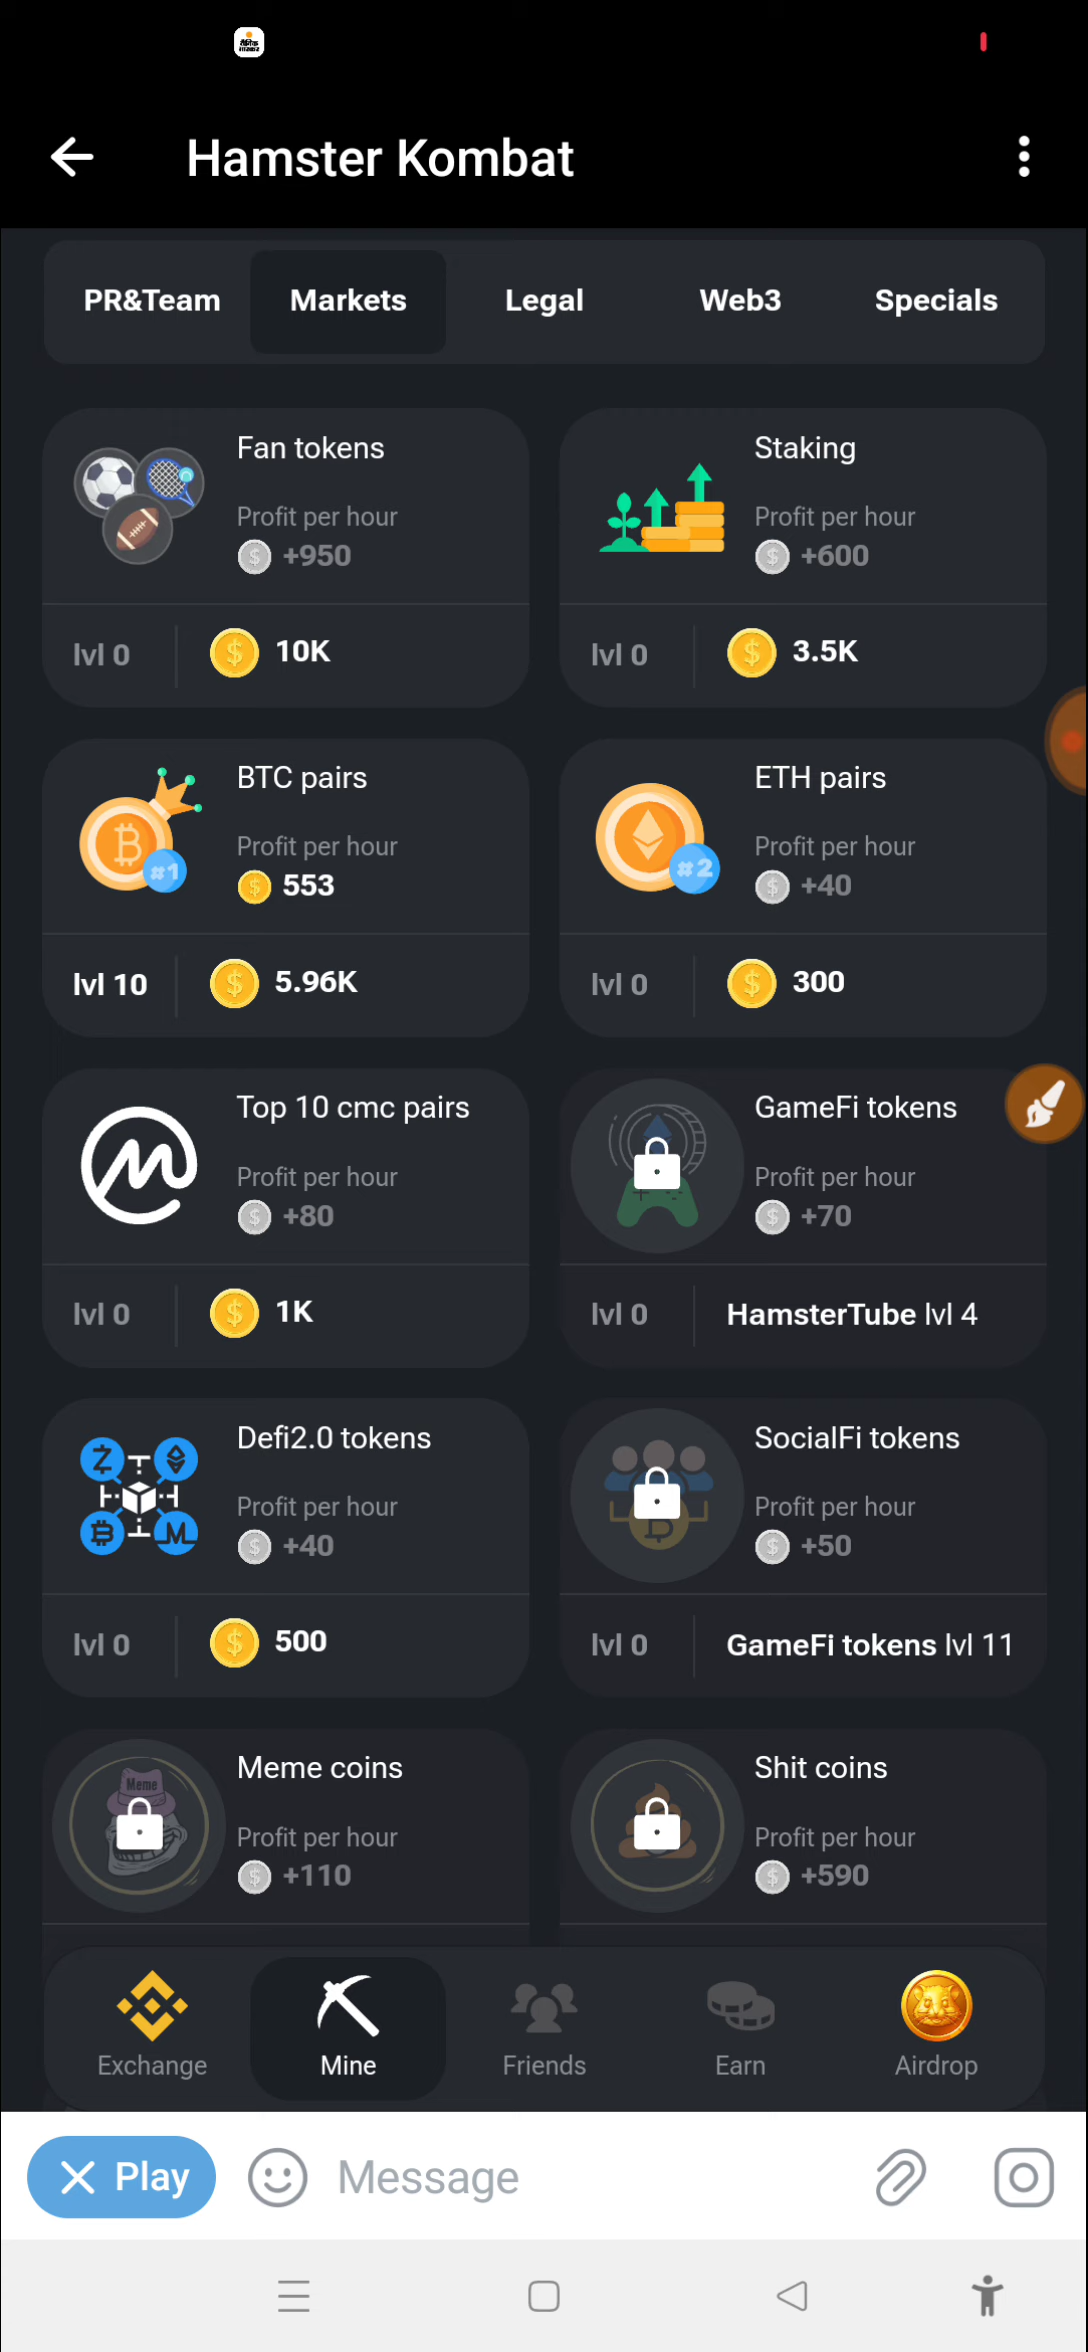 Hamster Kombat
PR&Team Markets Legal Web3 Specials
Fan tokens
Profit per hour
+950
lvl 0 10K
Staking
Profit per hour
+600
lvl 0 3.5K
BTC pairs
Profit per hour
#1 553
lvl 10 5.96K
ETH pairs
Profit per hour
#2 +40
lvl 0 300
Top 10 cmc pairs
Profit per hour
+80
lvl 0 1K
GameFi tokens
Profit per hour
+70
lvl 0 HamsterTube lvl 4
Defi2.0 tokens
Profit per hour
+40
lvl 0 500
SocialFi tokens
Profit per hour
+50
lvl 0 GameFi tokens lvl 11
Meme coins
Meme
Profit per hour
+110
Shit coins
Profit per hour
+590
Exchange Mine Friends Earn Airdrop
Play Message